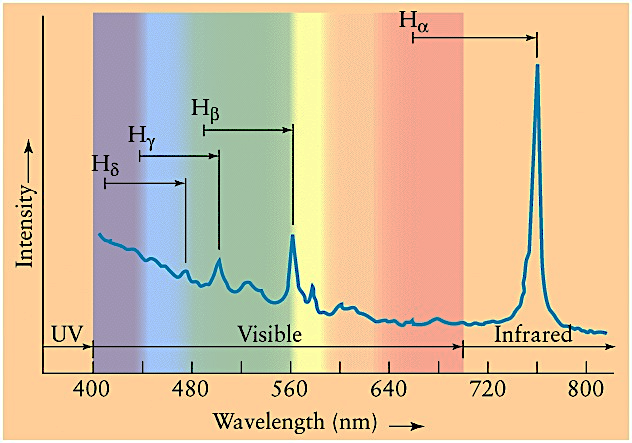 Hα
Hβ
Hγ
Hδ
Intensity
UV
Visible
Infrared
400 480 560 640 720 800
Wavelength (nm)